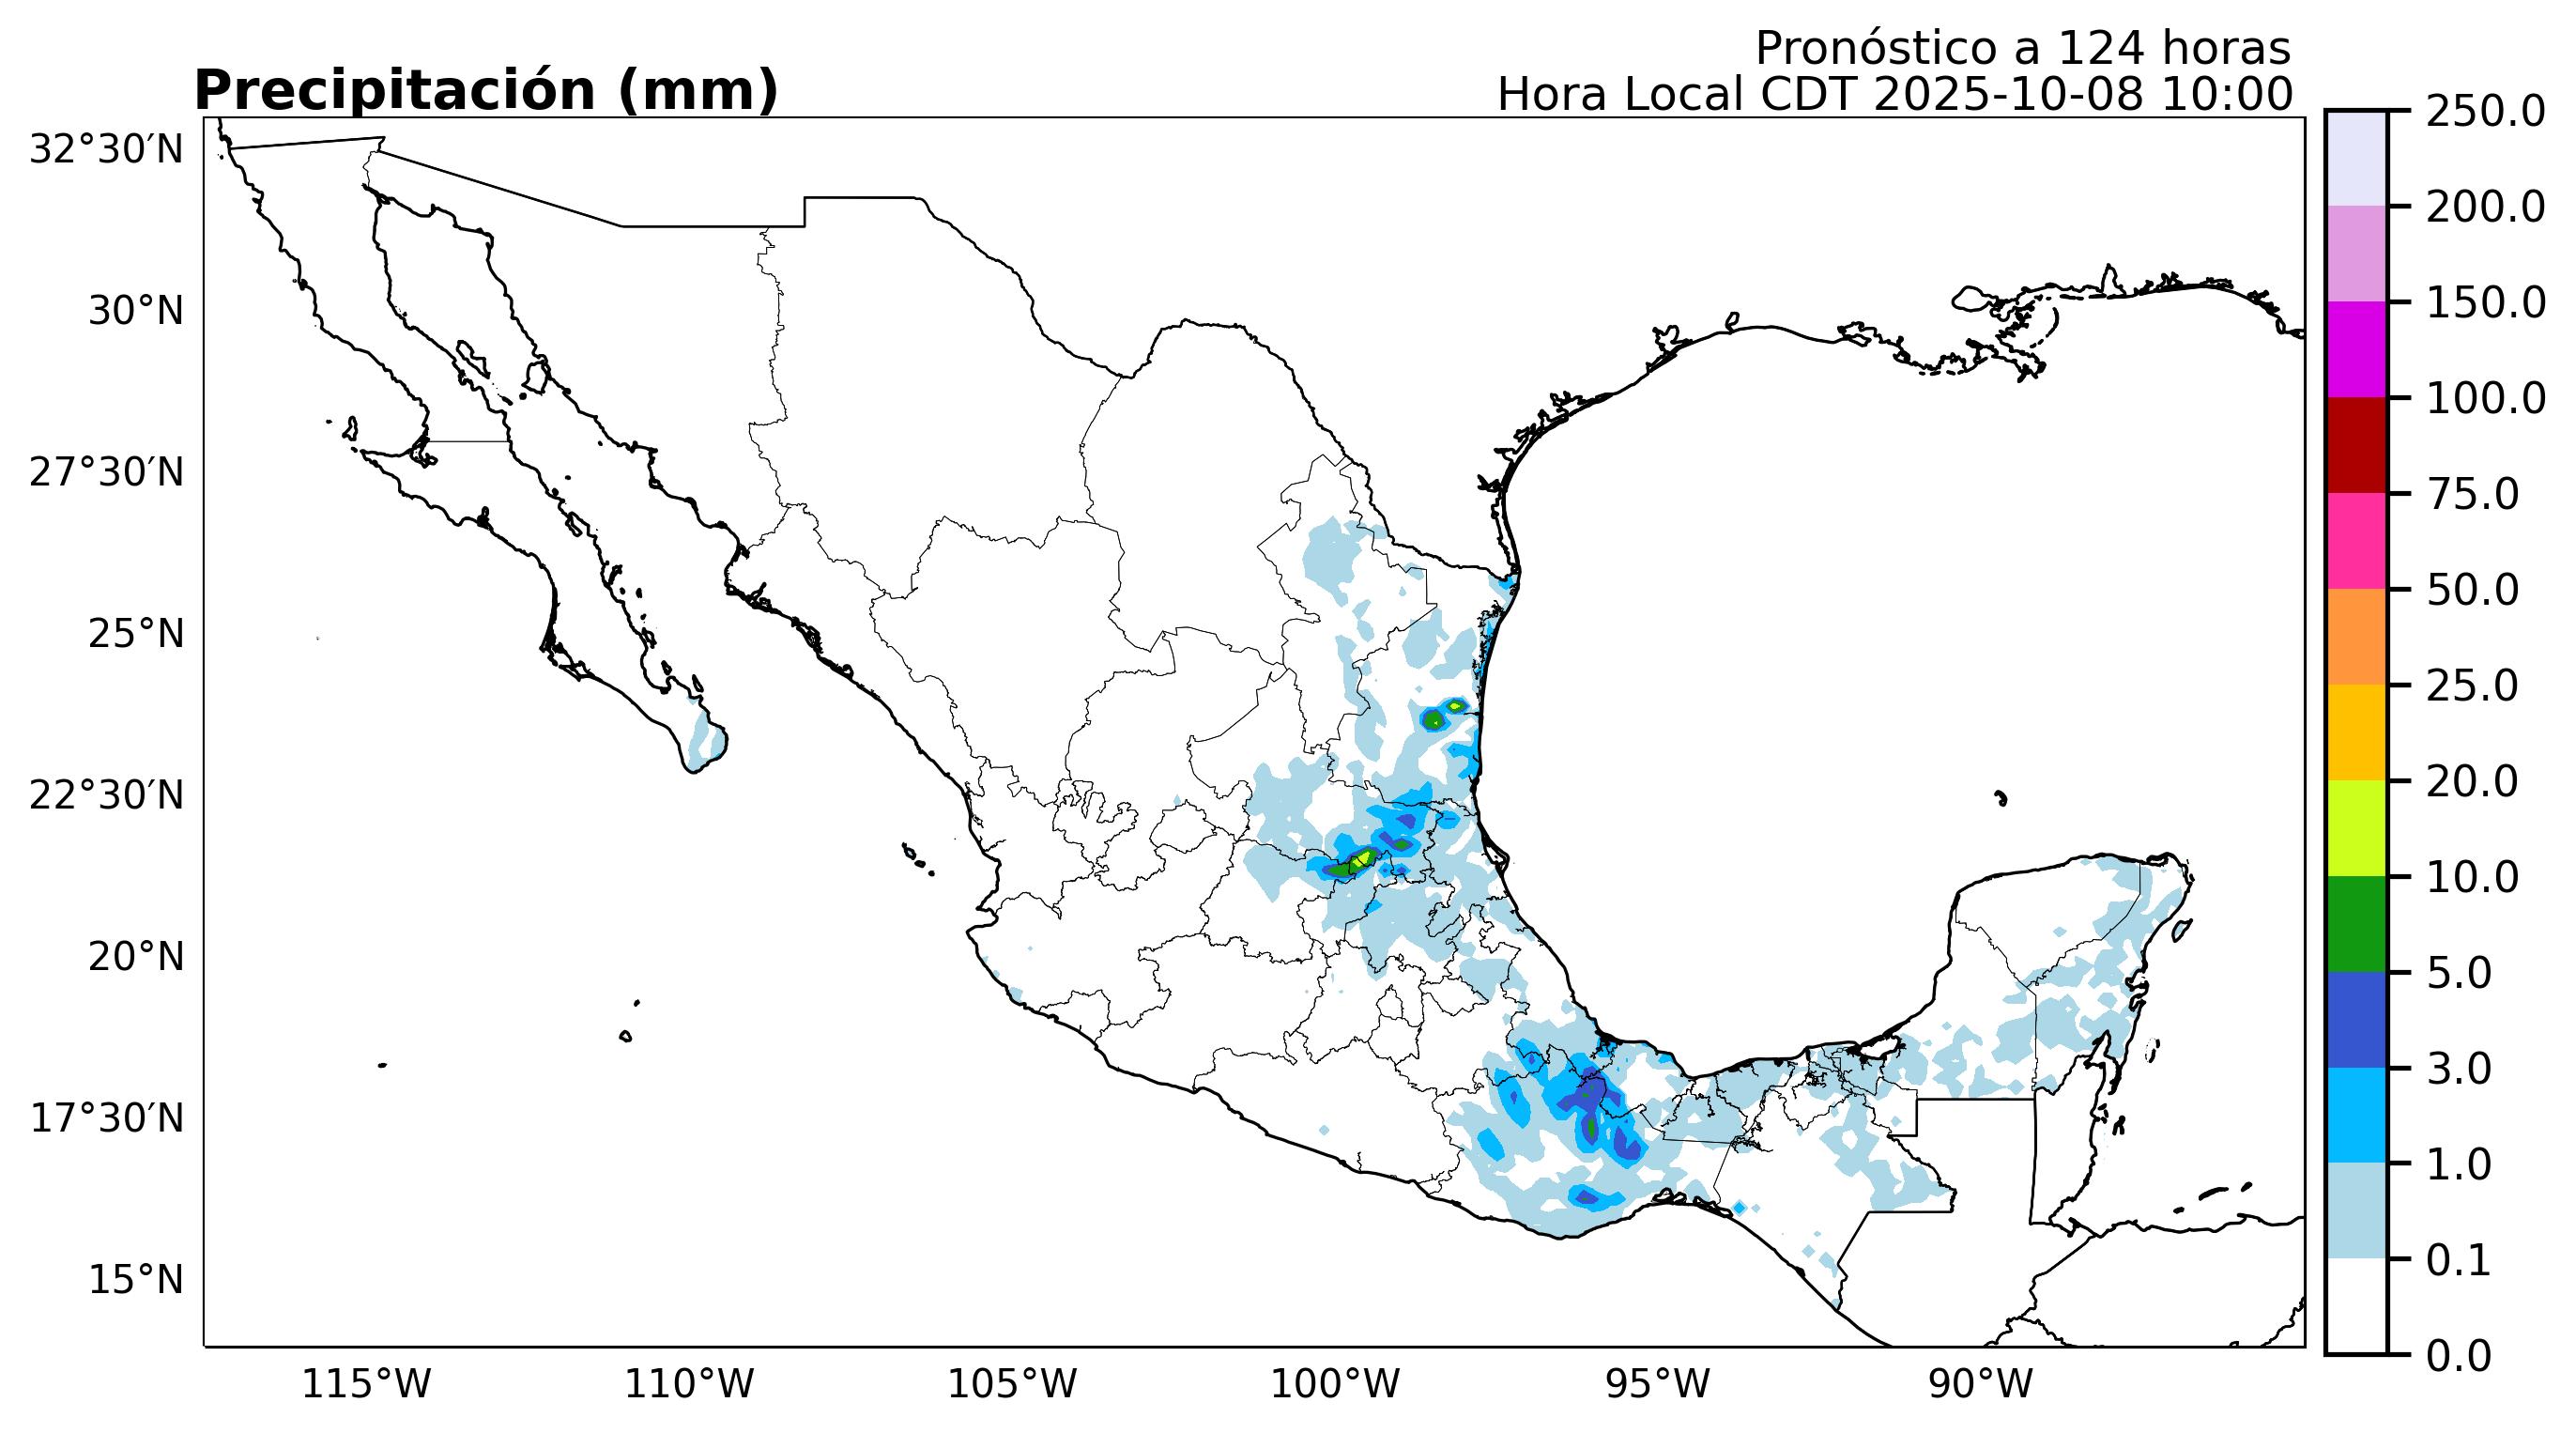 Pronóstico a 124 horas
Precipitación (mm)
Hora Local CDT 2025-10-08 10:00
32°30′N
30°N
27°30′N
25°N
22°30′N
20°N
17°30′N
15°N
115°W
110°W
105°W
100°W
95°W
90°W
250.0
200.0
150.0
100.0
75.0
50.0
25.0
20.0
10.0
5.0
3.0
1.0
0.1
0.0